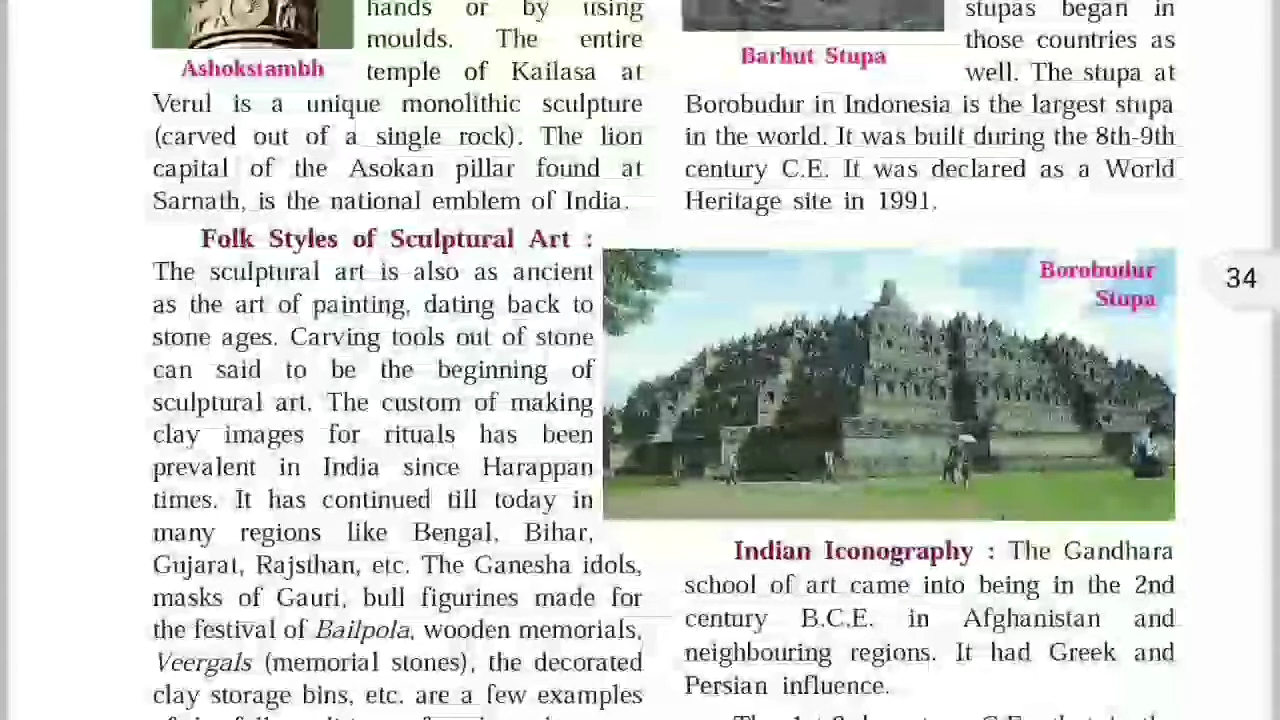 hands or by using
moulds. The entire
Ashokstambh
temple of Kailasa at
Verul is a unique monolithic sculpture
(carved out of a single rock). The lion
capital of the Asokan pillar found at
Sarnath, is the national emblem of India.
Folk Styles of Sculptural Art :
The sculptural art is also as ancient
as the art of painting, dating back to
stone ages. Carving tools out of stone
can said to be the beginning of
sculptural art. The custom of making
clay images for rituals has been
prevalent in India since Harappan
times. It has continued till today in
many regions like Bengal, Bihar,
Gujarat, Rajsthan, etc. The Ganesha idols,
masks of Gauri, bull figurines made for
the festival of Bailpola, wooden memorials,
Veergals (memorial stones), the decorated
clay storage bins, etc. are a few examples
stupas began in
those countries as
Barhut Stupa
well. The stupa at
Borobudur in Indonesia is the largest stupa
in the world. It was built during the 8th-9th
century C.E. It was declared as a World
Heritage site in 1991.
Borobudur
Stupa
Indian Iconography : The Gandhara
school of art came into being in the 2nd
century B.C.E. in Afghanistan and
neighbouring regions. It had Greek and
Persian influence.
34